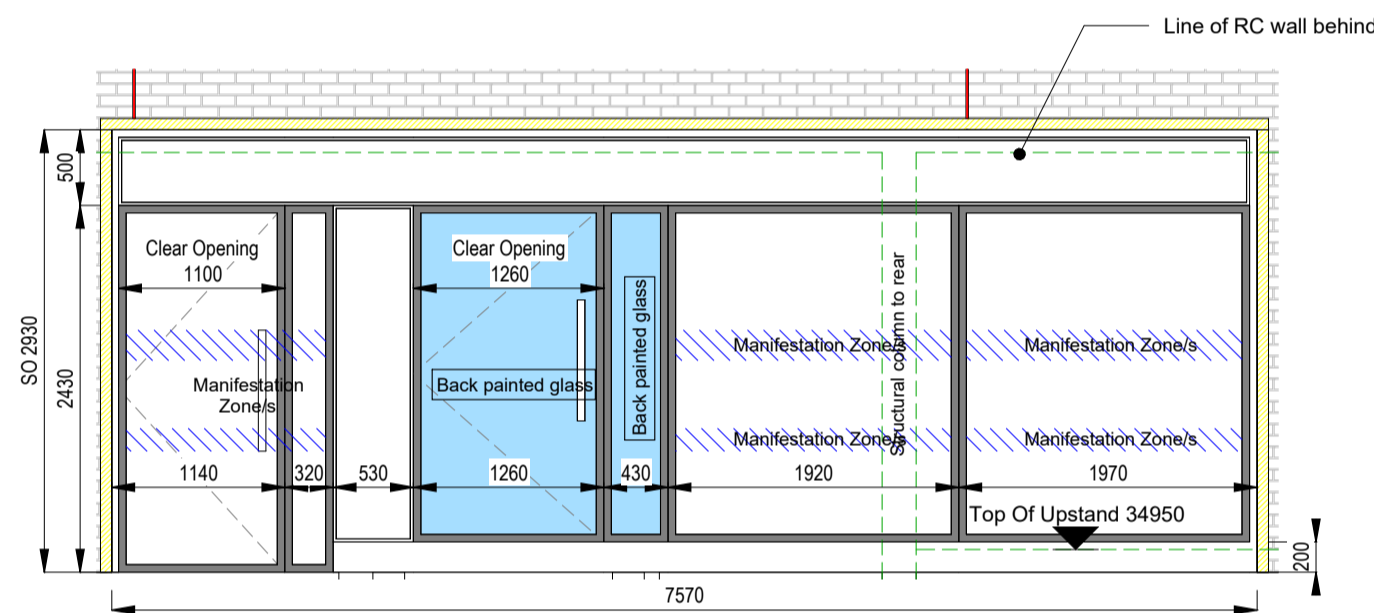 Line of RC wall behind
500
SO 2930
2430
Clear Opening
1100
Clear Opening
1260
Back painted glass
Back painted glass
Structural column to rear
Manifestation Zone/s
Manifestation Zone/s
Manifestation
Zone/s
Manifestation Zone/s
Manifestation Zone/s
1140
320
530
1260
430
1920
1970
Top Of Upstand 34950
200
7570